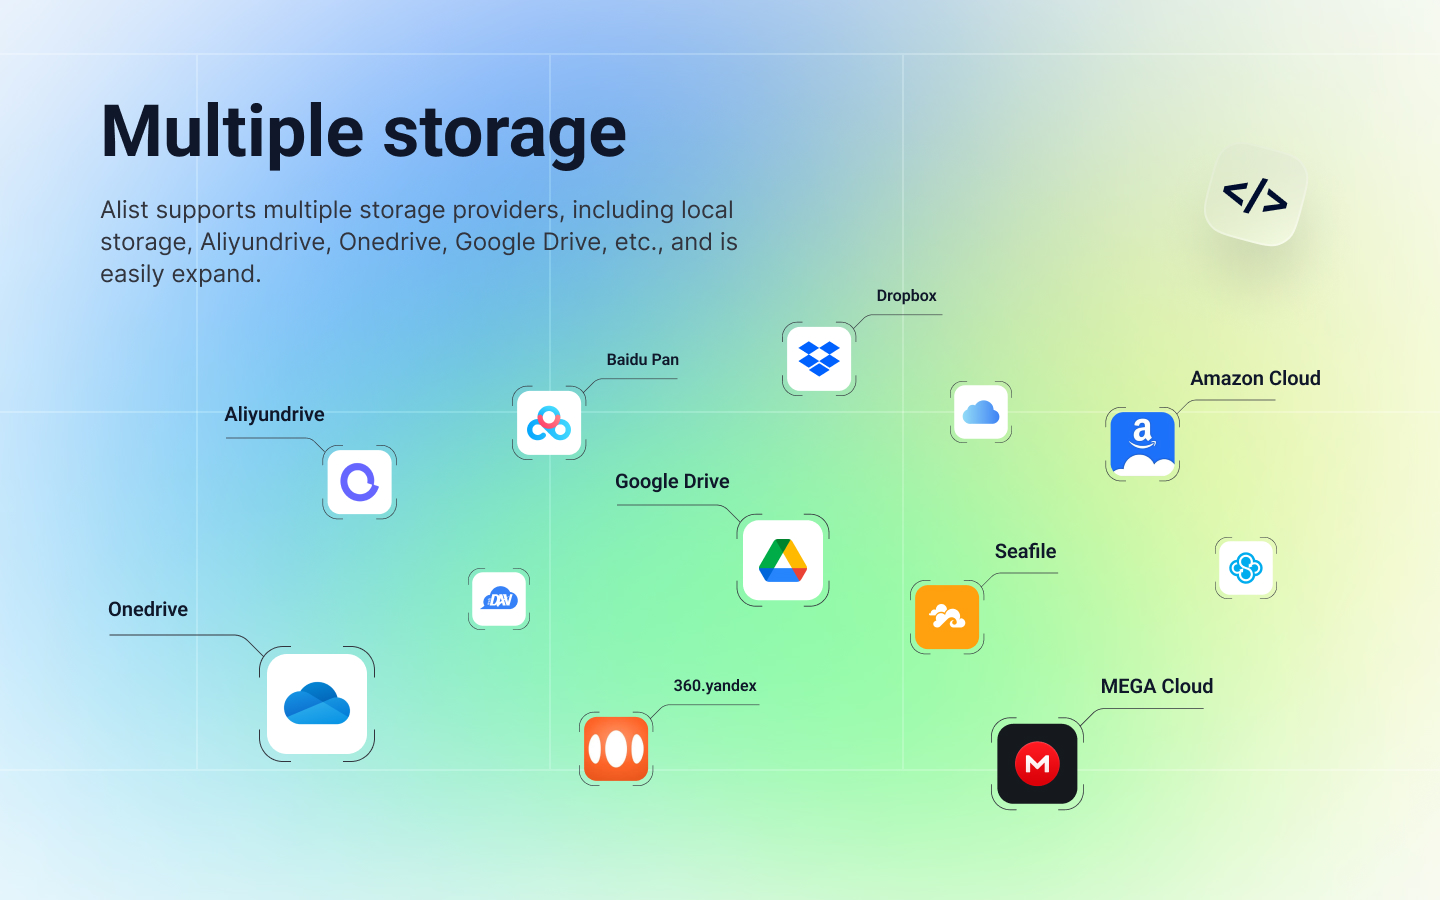 Multiple storage
Alist supports multiple storage providers, including local
storage, Aliyundrive, Onedrive, Google Drive, etc., and is
easily expand.
</>
Dropbox
Baidu Pan
Amazon Cloud
Aliyundrive
a
Google Drive
Seafile
DAV
Onedrive
360.yandex
MEGA Cloud
M